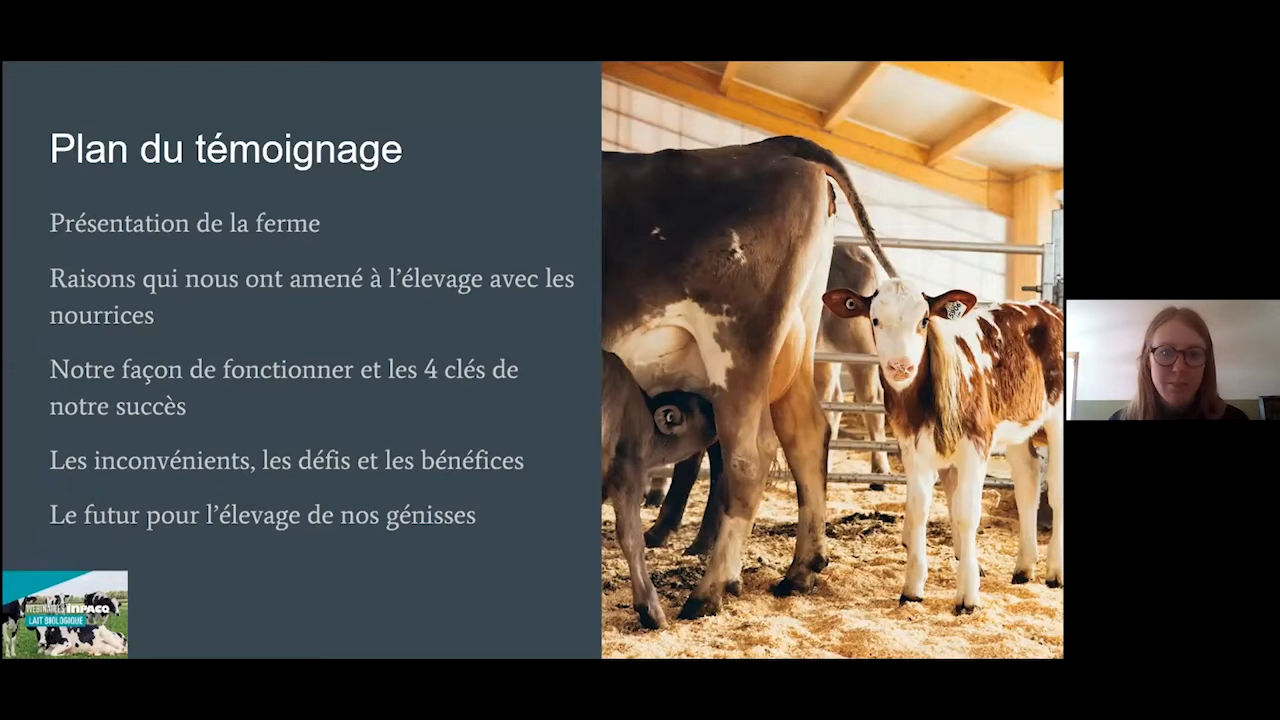 Plan du témoignage
Présentation de la ferme
Raisons qui nous ont amené à l'élevage avec les
nourrices
Notre façon de fonctionner et les 4 clés de
notre succès
Les inconvénients, les défis et les bénéfices
Le futur pour l'élevage de nos génisses
WEBINAIRES INPACQ
LAIT BIOLOGIQUE